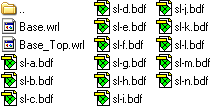 ..
Base.wrl
Base_Top.wrl
sl-a.bdf
sl-b.bdf
sl-c.bdf
sl-d.bdf
sl-e.bdf
sl-f.bdf
sl-g.bdf
sl-h.bdf
sl-i.bdf
sl-j.bdf
sl-k.bdf
sl-l.bdf
sl-m.bdf
sl-n.bdf